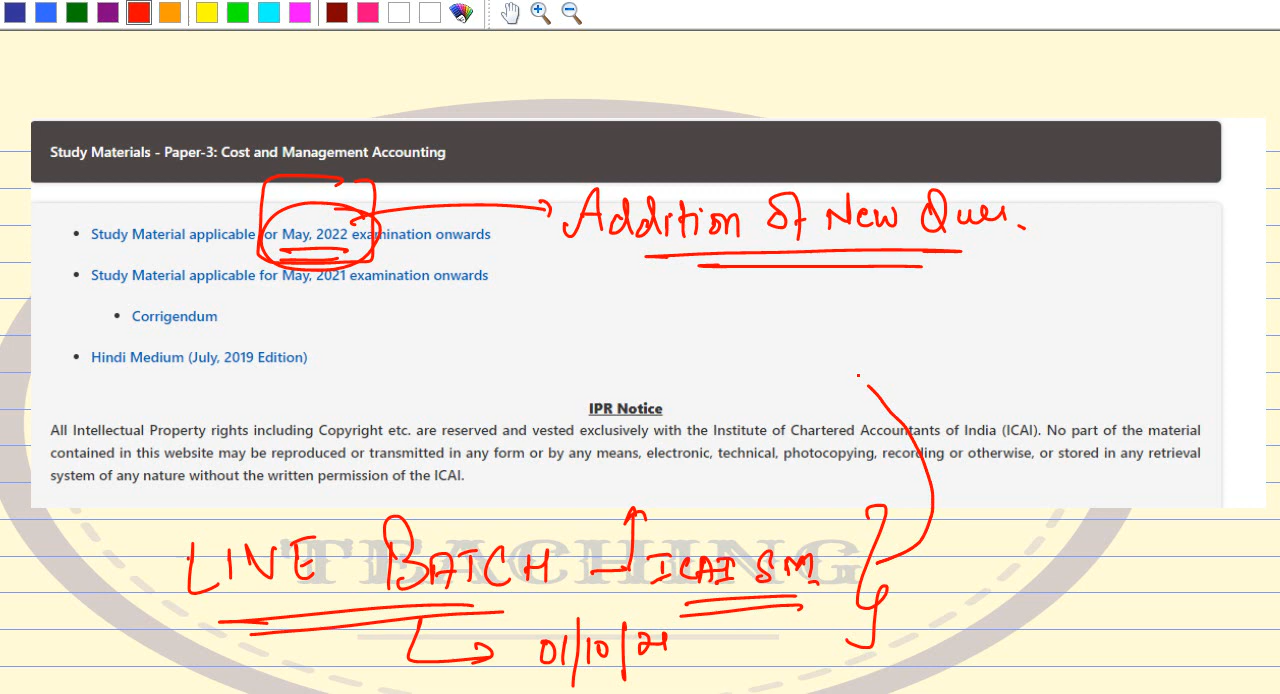 Study Materials - Paper-3: Cost and Management Accounting
Study Material applicable for May, 2022 examination onwards
Addition of New Ques.
Study Material applicable for May, 2021 examination onwards
Corrigendum
Hindi Medium (July, 2019 Edition)
IPR Notice
All Intellectual Property rights including Copyright etc. are reserved and vested exclusively with the Institute of Chartered Accountants of India (ICAI). No part of the material
contained in this website may be reproduced or transmitted in any form or by any means, electronic, technical, photocopying, recording or otherwise, or stored in any retrieval
system of any nature without the written permission of the ICAI.
TEACHING
LIVE BATCH → ICAI SM
01/10/21